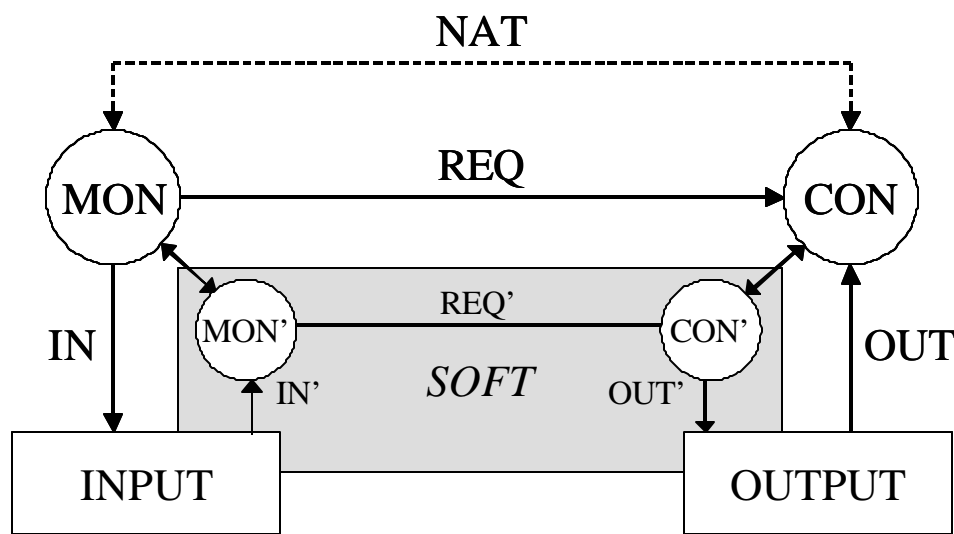 NAT
REQ
MON
CON
REQ’
MON’
CON’
IN
SOFT
OUT
IN’
OUT’
INPUT
OUTPUT